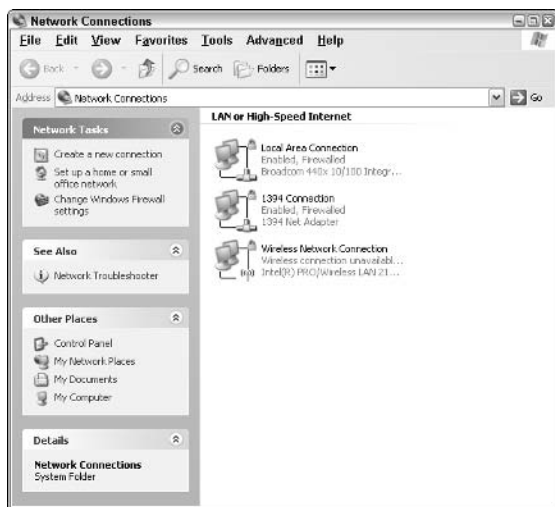 Network Connections
File Edit View Favorites Tools Advanced Help
Back Search Folders
Address Network Connections Go
Network Tasks
Create a new connection
Set up a home or small
office network
Change Windows Firewall
settings
See Also
Network Troubleshooter
Other Places
Control Panel
My Network Places
My Documents
My Computer
Details
Network Connections
System Folder
LAN or High-Speed Internet
Local Area Connection
Enabled, Firewalled
Broadcom 440x 10/100 Integr...
1394 Connection
Enabled, Firewalled
1394 Net Adapter
Wireless Network Connection
Wireless connection unavailabl...
Intel(R) PRO/Wireless LAN 21...